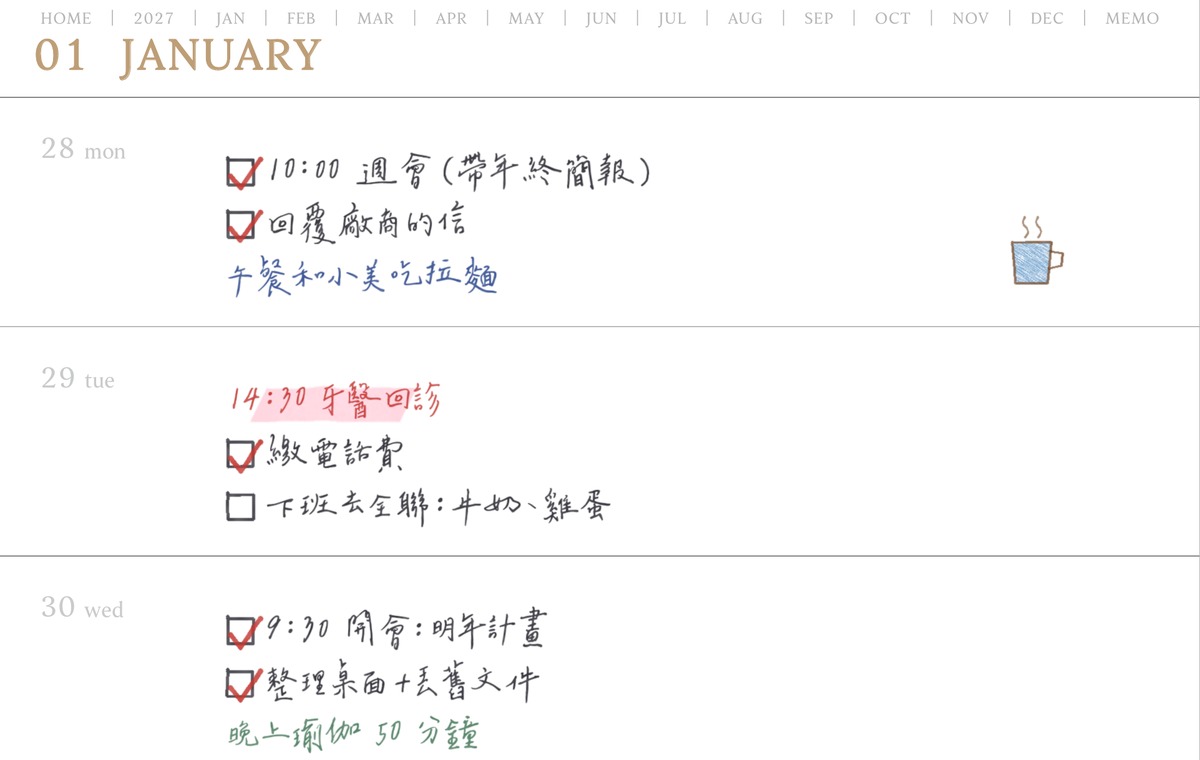 HOME | 2027 | JAN | FEB | MAR | APR | MAY | JUN | JUL | AUG | SEP | OCT | NOV | DEC | MEMO
01 JANUARY
28 mon
10:00 週會(帶年終簡報)
回覆廠商的信
午餐和小美吃拉麵
29 tue
14:30 牙醫回診
繳電話費
下班去全聯:牛奶、雞蛋
30 wed
9:30 開會:明年計畫
整理桌面+丟舊文件
晚上瑜伽 50 分鐘